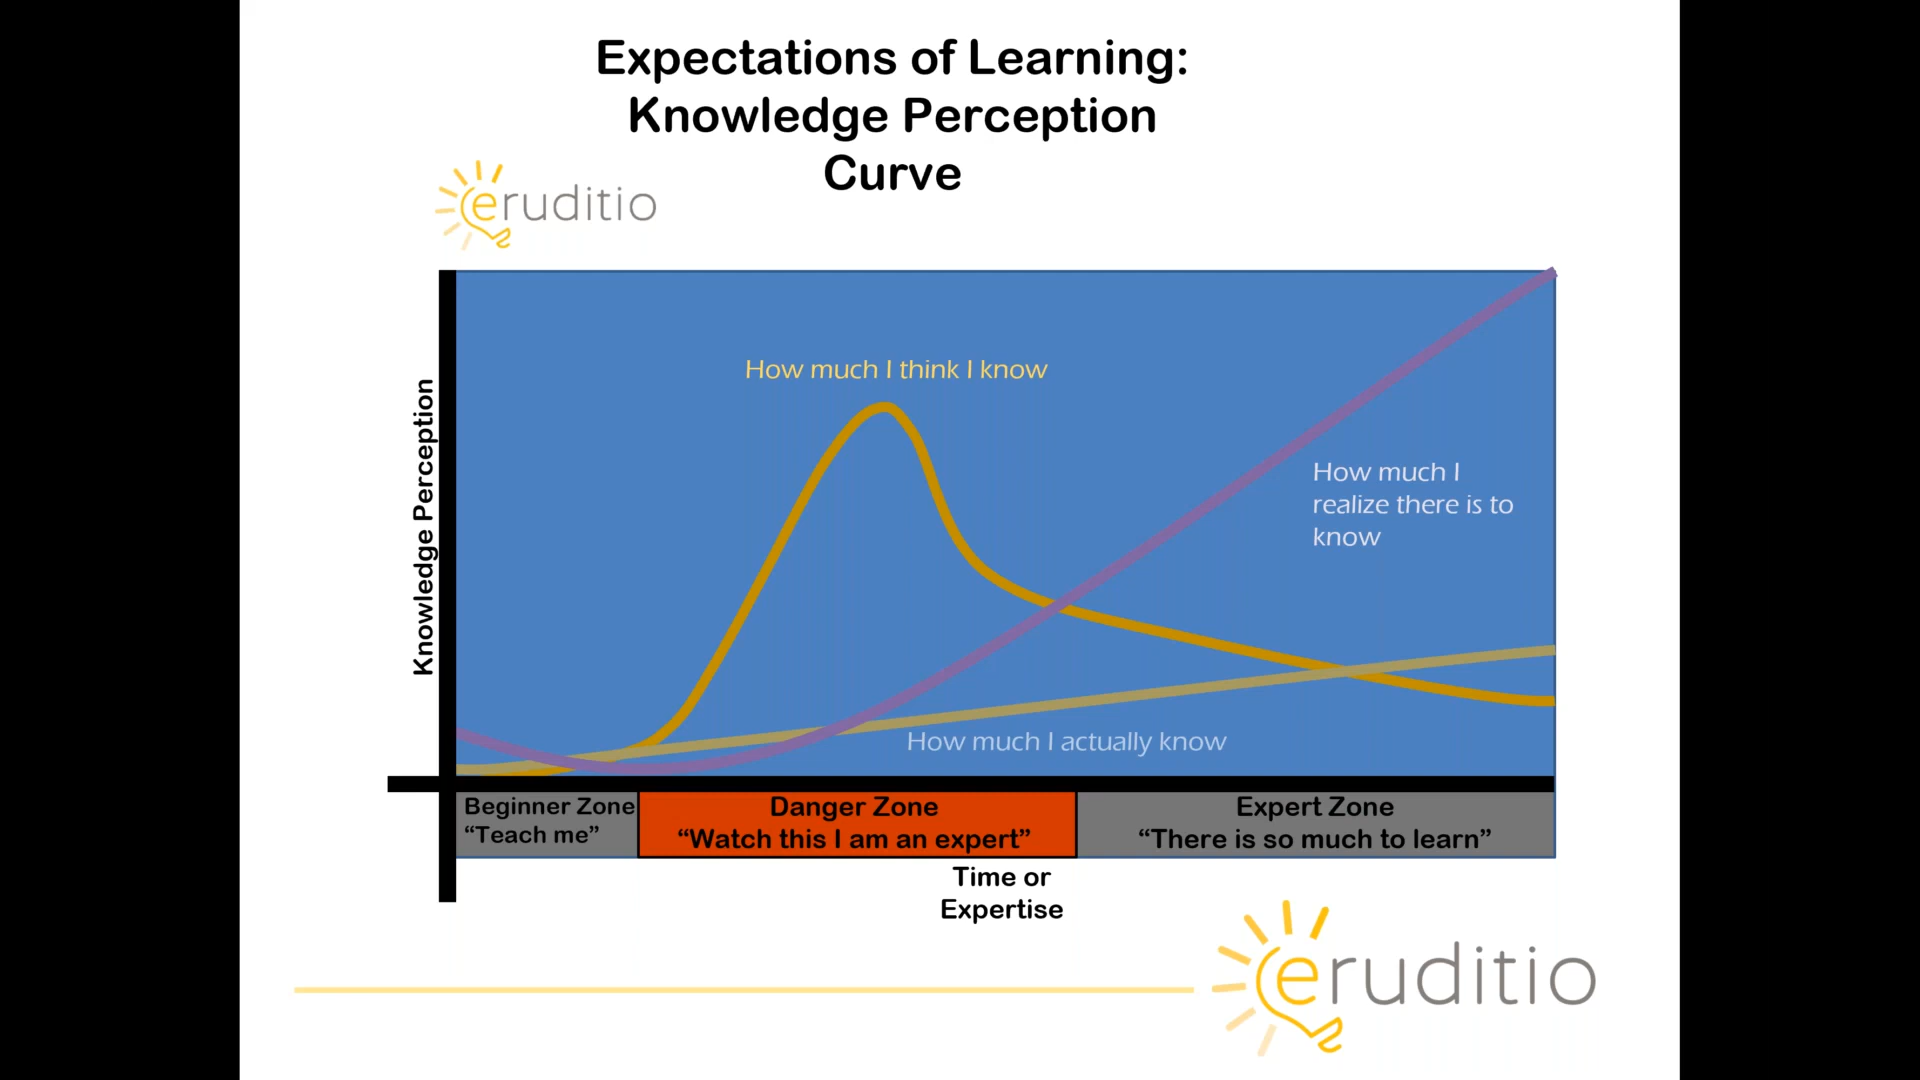 Expectations of Learning:
Knowledge Perception
Curve
eruditio
How much I think I know
Knowledge Perception
How much I
realize there is to
know
How much I actually know
Beginner Zone
“Teach me”
Danger Zone
“Watch this I am an expert”
Expert Zone
“There is so much to learn”
Time or
Expertise
eruditio